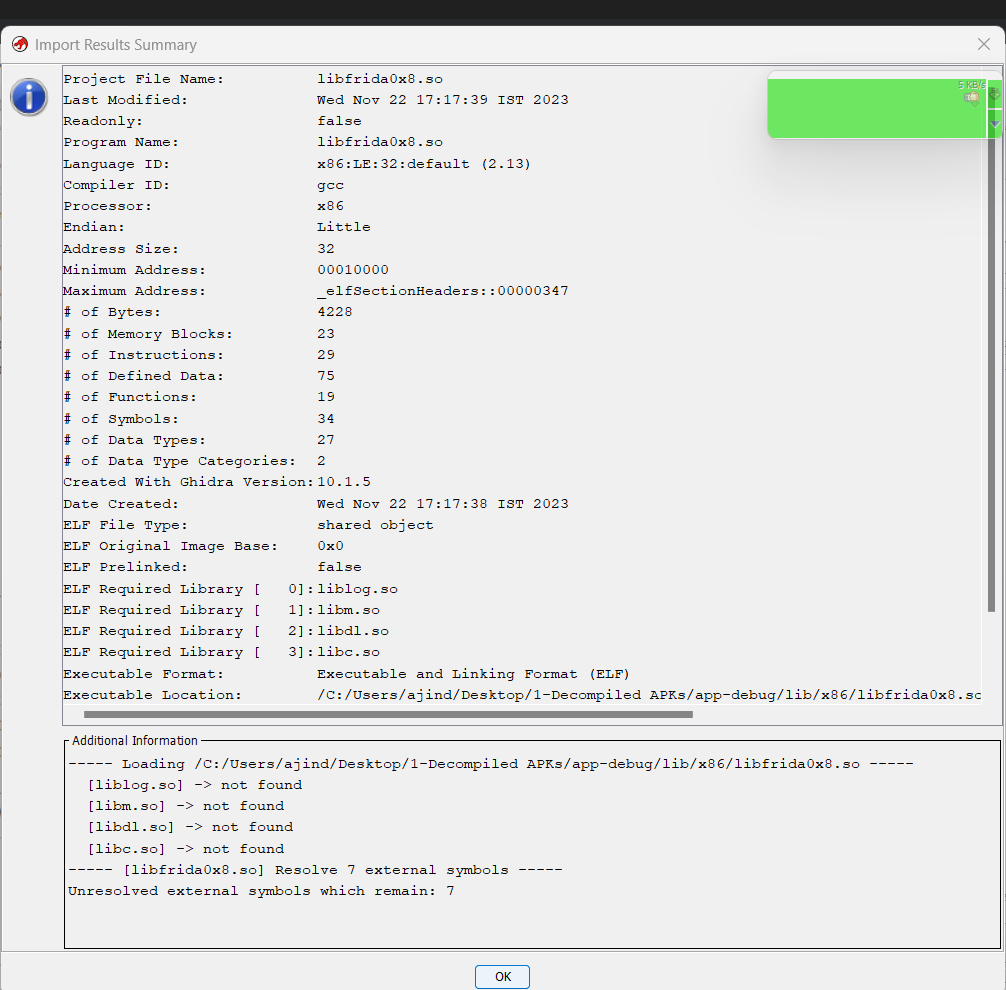 Import Results Summary
Project File Name: libfrida0x8.so
Last Modified: Wed Nov 22 17:17:39 IST 2023
Readonly: false
Program Name: libfrida0x8.so
Language ID: x86:LE:32:default (2.13)
Compiler ID: gcc
Processor: x86
Endian: Little
Address Size: 32
Minimum Address: 00010000
Maximum Address: _elfSectionHeaders::00000347
# of Bytes: 4228
# of Memory Blocks: 23
# of Instructions: 29
# of Defined Data: 75
# of Functions: 19
# of Symbols: 34
# of Data Types: 27
# of Data Type Categories: 2
Created With Ghidra Version: 10.1.5
Date Created: Wed Nov 22 17:17:38 IST 2023
ELF File Type: shared object
ELF Original Image Base: 0x0
ELF Prelinked: false
ELF Required Library [ 0]: liblog.so
ELF Required Library [ 1]: libm.so
ELF Required Library [ 2]: libdl.so
ELF Required Library [ 3]: libc.so
Executable Format: Executable and Linking Format (ELF)
Executable Location: /C:/Users/ajind/Desktop/1-Decompiled APKs/app-debug/lib/x86/libfrida0x8.so
5 KB/s
Additional Information
----- Loading /C:/Users/ajind/Desktop/1-Decompiled APKs/app-debug/lib/x86/libfrida0x8.so -----
[liblog.so] -> not found
[libm.so] -> not found
[libdl.so] -> not found
[libc.so] -> not found
----- [libfrida0x8.so] Resolve 7 external symbols -----
Unresolved external symbols which remain: 7
OK